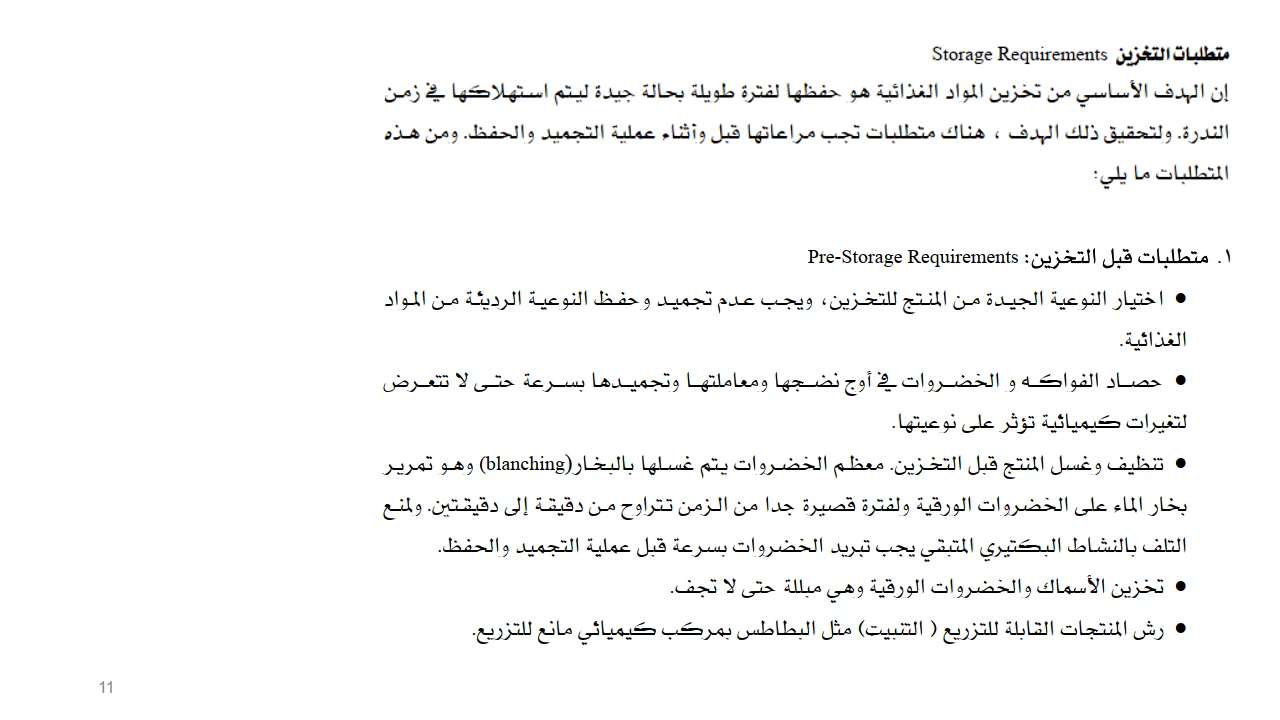 متطلبات التخزين Storage Requirements
إن الهدف الأساسي من تخزين المواد الغذائية هو حفظها لفترة طويلة بحالة جيدة ليتم استهلاكها في زمن
الندرة. ولتحقيق ذلك الهدف ، هناك متطلبات تجب مراعاتها قبل وأثناء عملية التجميد والحفظ. ومن هذه
المتطلبات ما يلي:
١. متطلبات قبل التخزين: Pre-Storage Requirements
● اختيار النوعية الجيدة من المنتج للتخزين، ويجب عدم تجميد وحفظ النوعية الرديئة من المواد
الغذائية.
● حصاد الفواكه و الخضروات في أوج نضجها ومعاملتها وتجميدها بسرعة حتى لا تتعرض
لتغيرات كيميائية تؤثر على نوعيتها.
● تنظيف وغسل المنتج قبل التخزين. معظم الخضروات يتم غسلها بالبخار(blanching) وهو تمرير
بخار الماء على الخضروات الورقية ولفترة قصيرة جدا من الزمن تتراوح من دقيقة إلى دقيقتين. ولمنع
التلف بالنشاط البكتيري المتبقي يجب تبريد الخضروات بسرعة قبل عملية التجميد والحفظ.
● تخزين الأسماك والخضروات الورقية وهي مبللة حتى لا تجف.
● رش المنتجات القابلة للتزريع ( التنبيت) مثل البطاطس بمركب كيميائي مانع للتزريع.
11